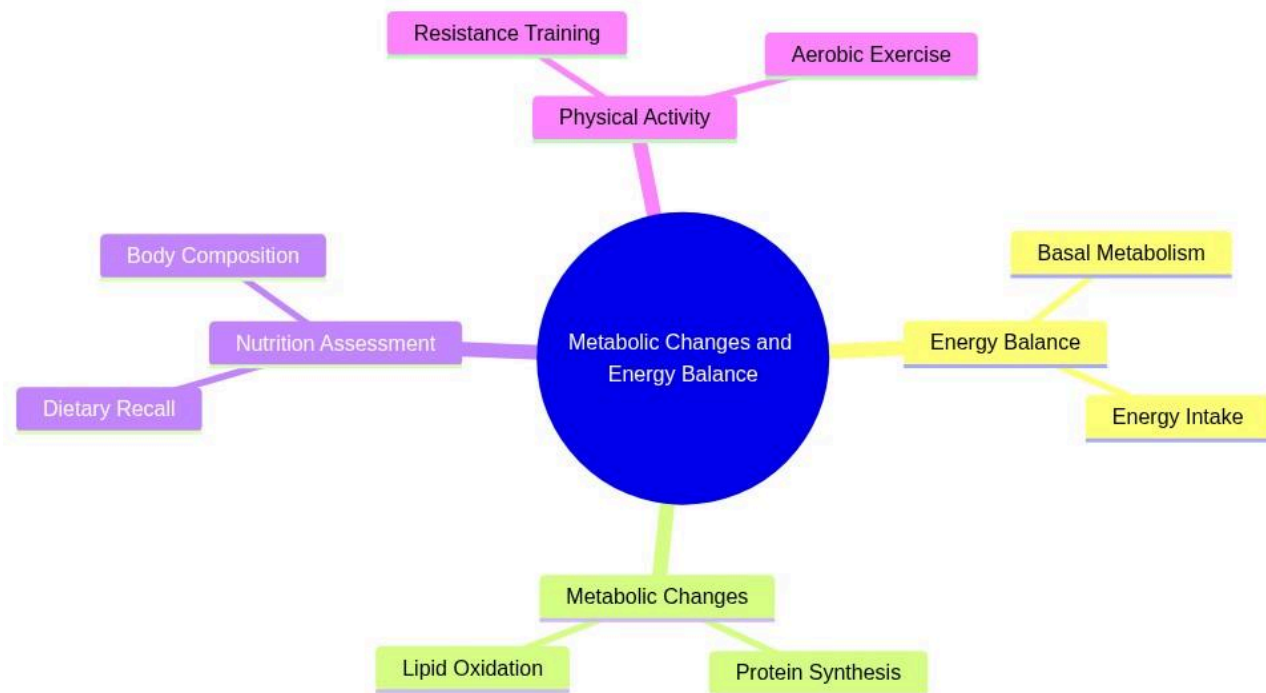 Resistance Training
Aerobic Exercise
Physical Activity
Body Composition
Basal Metabolism
Nutrition Assessment
Metabolic Changes and
Energy Balance
Energy Balance
Dietary Recall
Energy Intake
Metabolic Changes
Lipid Oxidation
Protein Synthesis